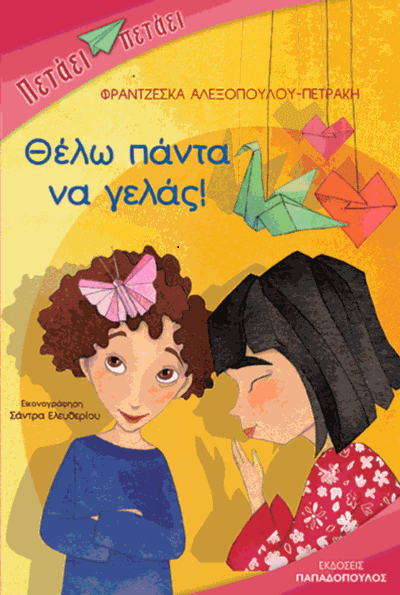 Πετάει πετάει
ΦΡΑΝΤΖΕΣΚΑ ΑΛΕΞΟΠΟΥΛΟΥ-ΠΕΤΡΑΚΗ
Θέλω πάντα
να γελάς!
Εικονογράφηση
Σάντρα Ελευθερίου
ΕΚΔΟΣΕΙΣ
ΠΑΠΑΔΟΠΟΥΛΟΣ